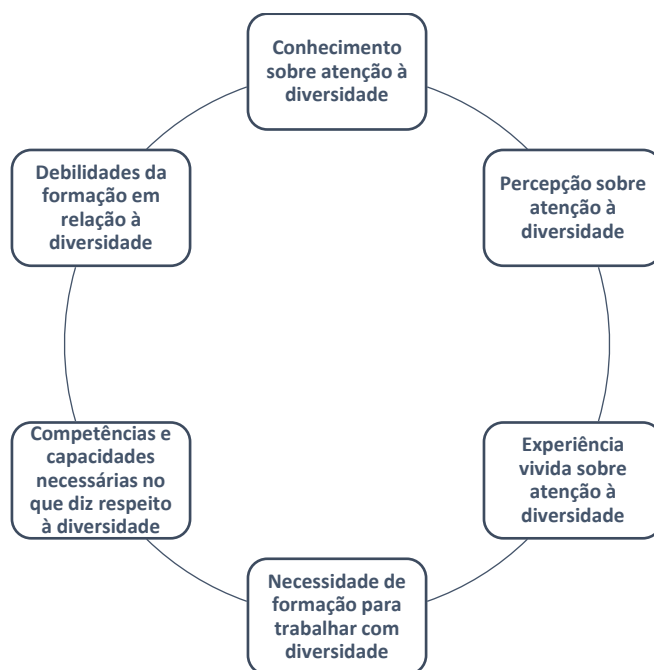 Conhecimento
sobre atenção à
diversidade
Percepção sobre
atenção à
diversidade
Experiência
vivida sobre
atenção à
diversidade
Necessidade de
formação para
trabalhar com
diversidade
Competências e
capacidades
necessárias no
que diz respeito
à diversidade
Debilidades da
formação em
relação à
diversidade